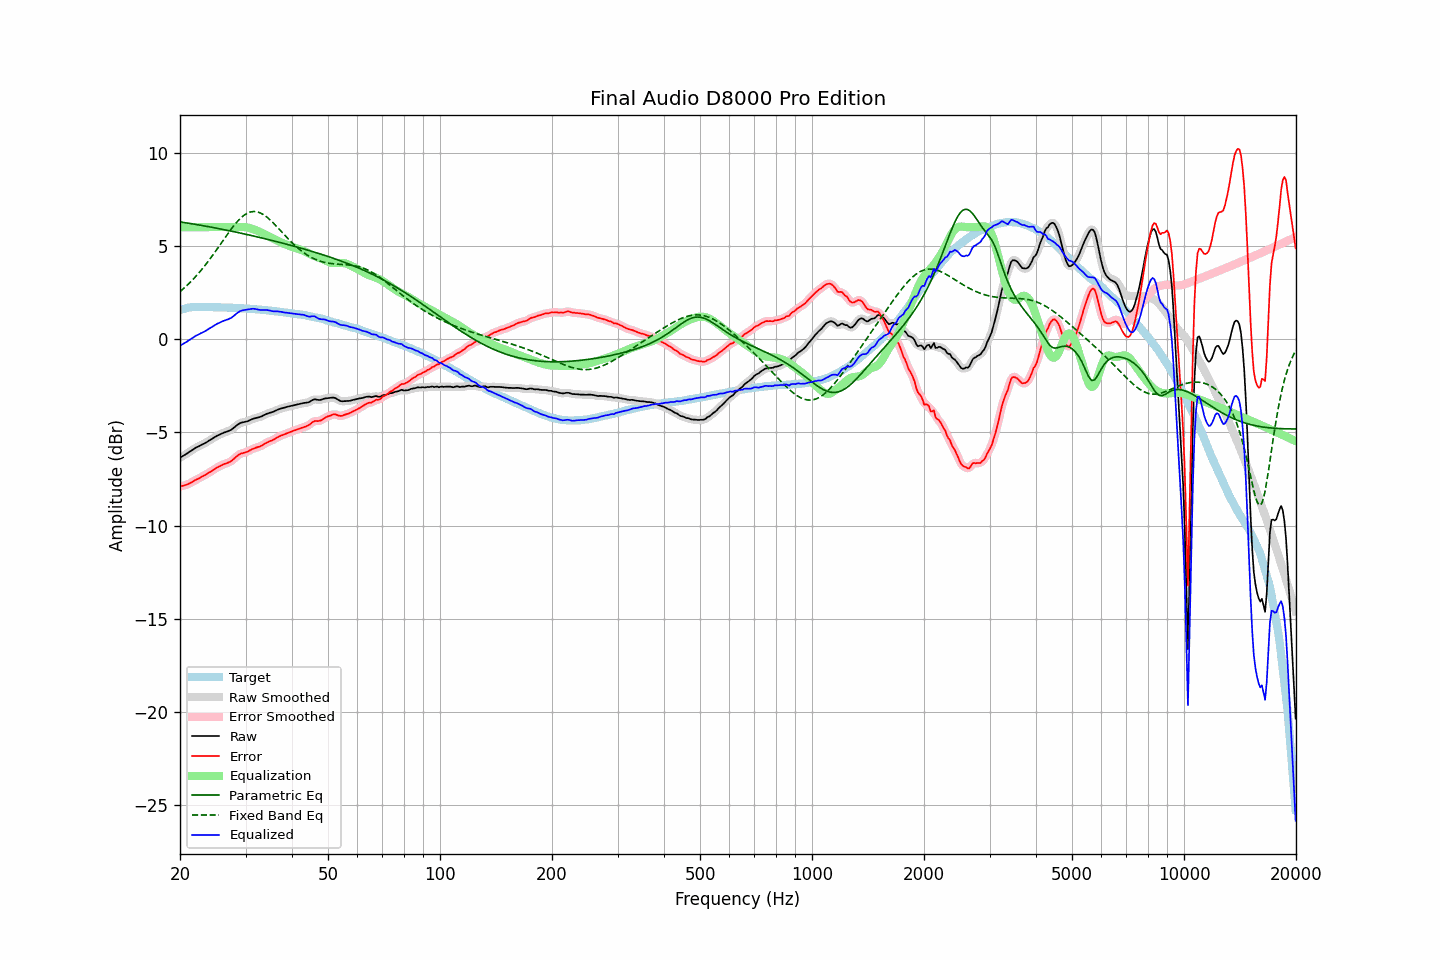 Final Audio D8000 Pro Edition
Amplitude (dBr)
10
5
0
−5
−10
−15
−20
−25
Target
Raw Smoothed
Error Smoothed
Raw
Error
Equalization
Parametric Eq
Fixed Band Eq
Equalized
20 50 100 200 500 1000 2000 5000 10000 20000
Frequency (Hz)